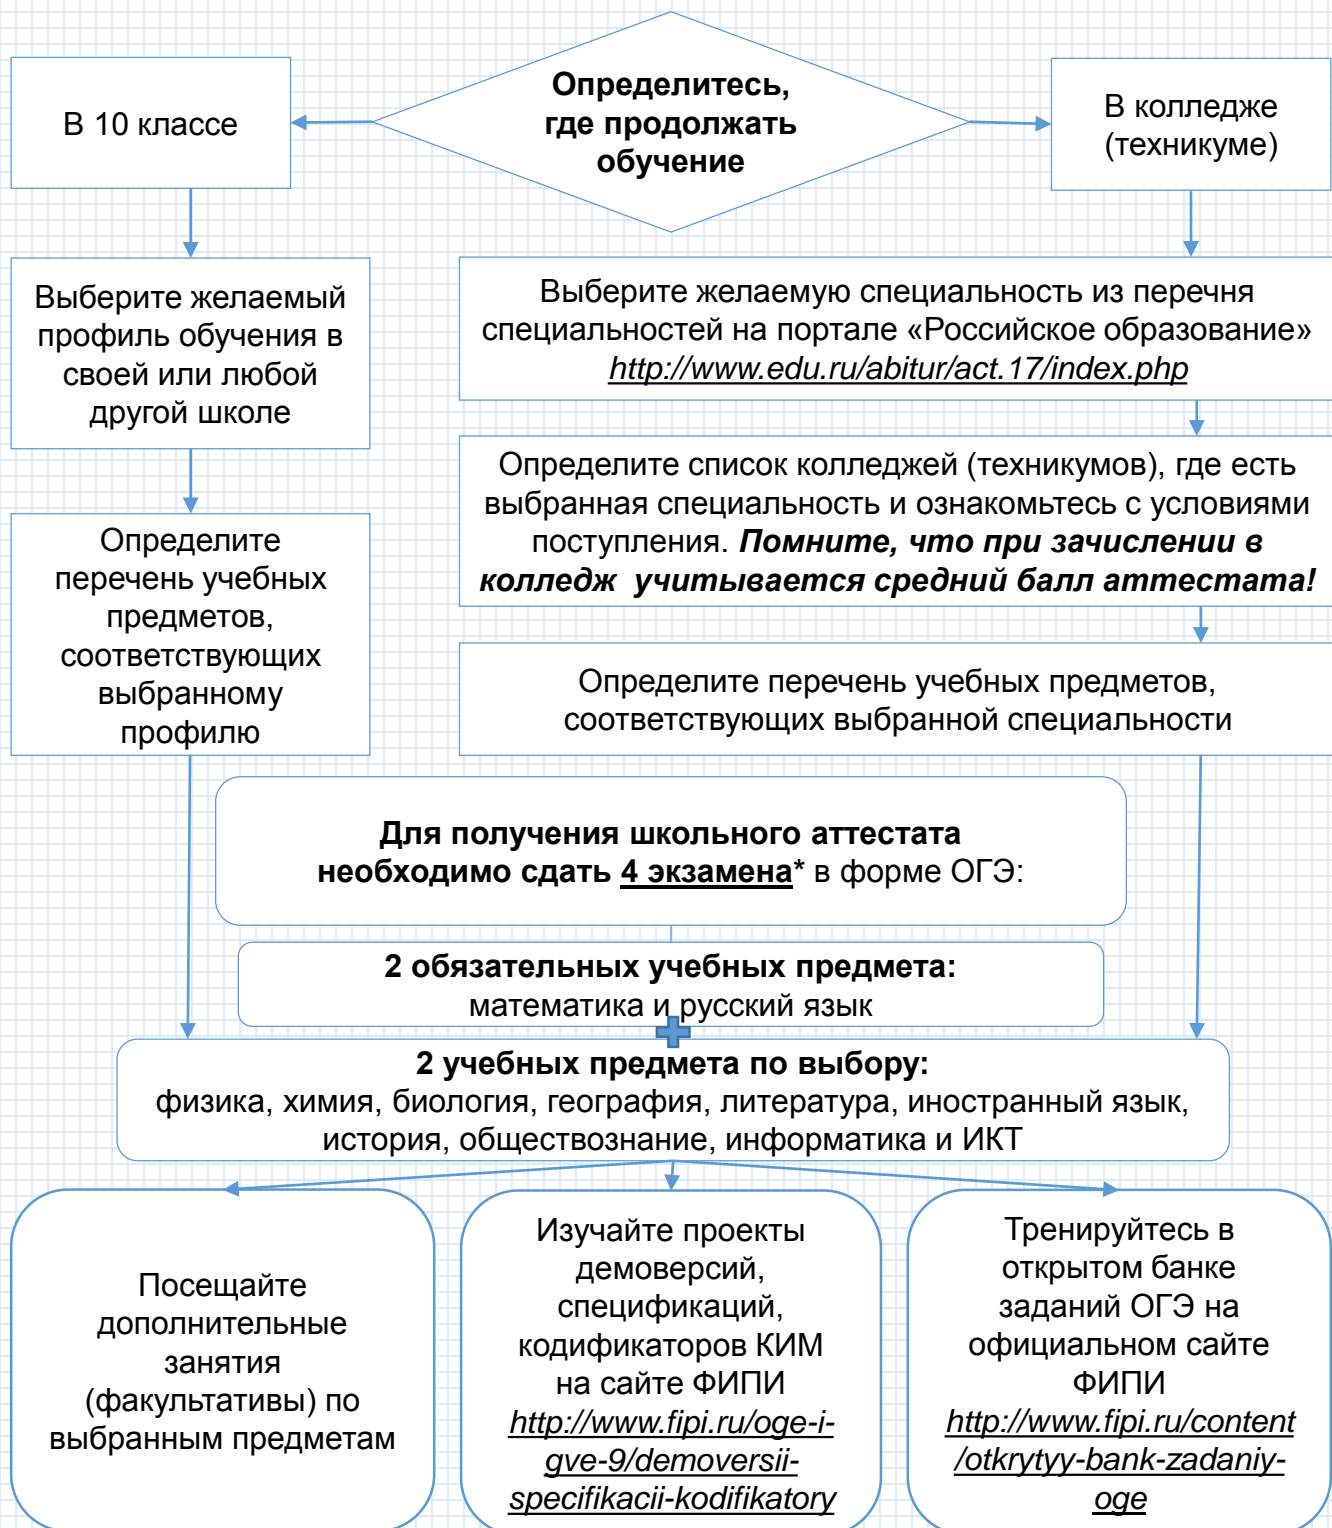 Определитесь,
где продолжать
обучение
В 10 классе
В колледже
(техникуме)
Выберите желаемый
профиль обучения в
своей или любой
другой школе
Выберите желаемую специальность из перечня
специальностей на портале «Российское образование»
http://www.edu.ru/abitur/act.17/index.php
Определите список колледжей (техникумов), где есть
выбранная специальность и ознакомьтесь с условиями
поступления. Помните, что при зачислении в
колледж учитывается средний балл аттестата!
Определите
перечень учебных
предметов,
соответствующих
выбранному
профилю
Определите перечень учебных предметов,
соответствующих выбранной специальности
Для получения школьного аттестата
необходимо сдать 4 экзамена* в форме ОГЭ:
2 обязательных учебных предмета:
математика и русский язык
2 учебных предмета по выбору:
физика, химия, биология, география, литература, иностранный язык,
история, обществознание, информатика и ИКТ
Посещайте
дополнительные
занятия
(факультативы) по
выбранным предметам
Изучайте проекты
демоверсий,
спецификаций,
кодификаторов КИМ
на сайте ФИПИ
http://www.fipi.ru/oge-i-
gve-9/demoversii-
specifikacii-kodifikatory
Тренируйтесь в
открытом банке
заданий ОГЭ на
официальном сайте
ФИПИ
http://www.fipi.ru/content
/otkrytyy-bank-zadaniy-
oge